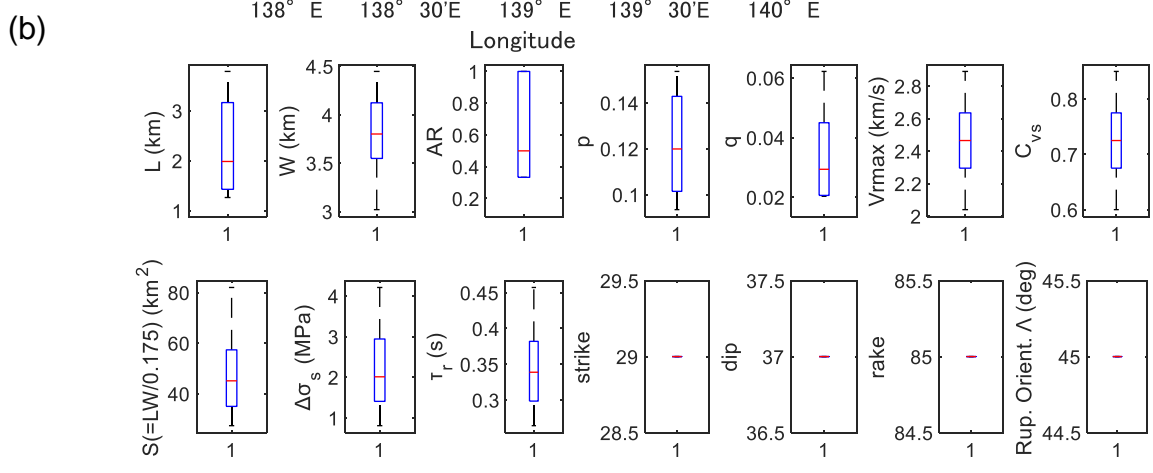 (b)
138° E 138° 30'E 139° E 139° 30'E 140° E
Longitude
L (km) 3 2 1 1
W (km) 4.5 4 3.5 3 1
AR 1 0.8 0.6 0.4 0.2 1
p 0.14 0.12 0.1 1
q 0.06 0.04 0.02 1
Vrmax (km/s) 2.8 2.6 2.4 2.2 2 1
C_vs 0.8 0.7 0.6 1
S(=LW/0.175) (km²) 80 60 40 1
Δσ_s (MPa) 4 3 2 1 1
τ_r (s) 0.45 0.4 0.35 0.3 1
strike 29.5 29 28.5 1
dip 37.5 37 36.5 1
rake 85.5 85 84.5 1
Rup. Orient. Λ (deg) 45.5 45 44.5 1